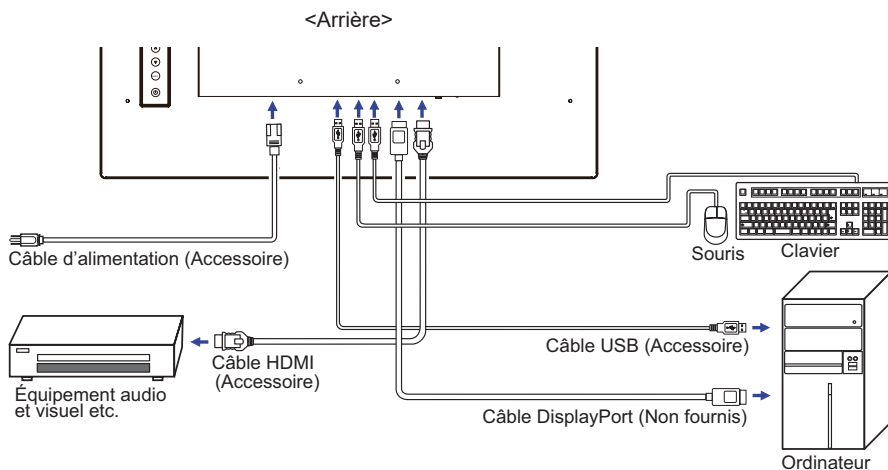 <Arrière>
Câble d’alimentation (Accessoire)
Souris
Clavier
Câble USB (Accessoire)
Câble HDMI
(Accessoire)
Équipement audio
et visuel etc.
Câble DisplayPort (Non fournis)
Ordinateur